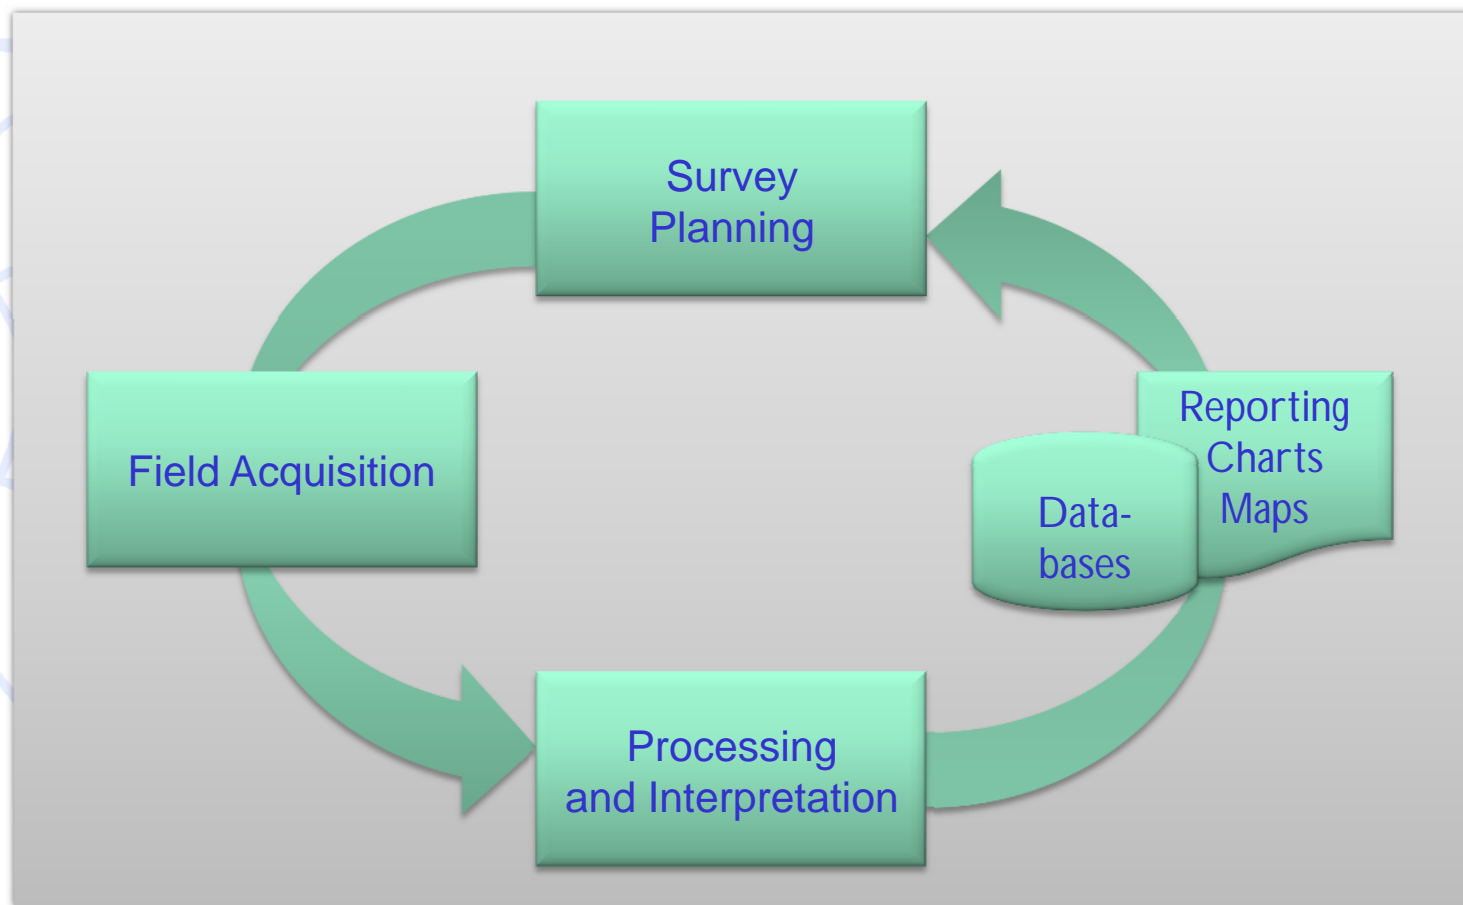 Survey
Planning
Field Acquisition
Reporting
Charts
Maps
Data-
bases
Processing
and Interpretation